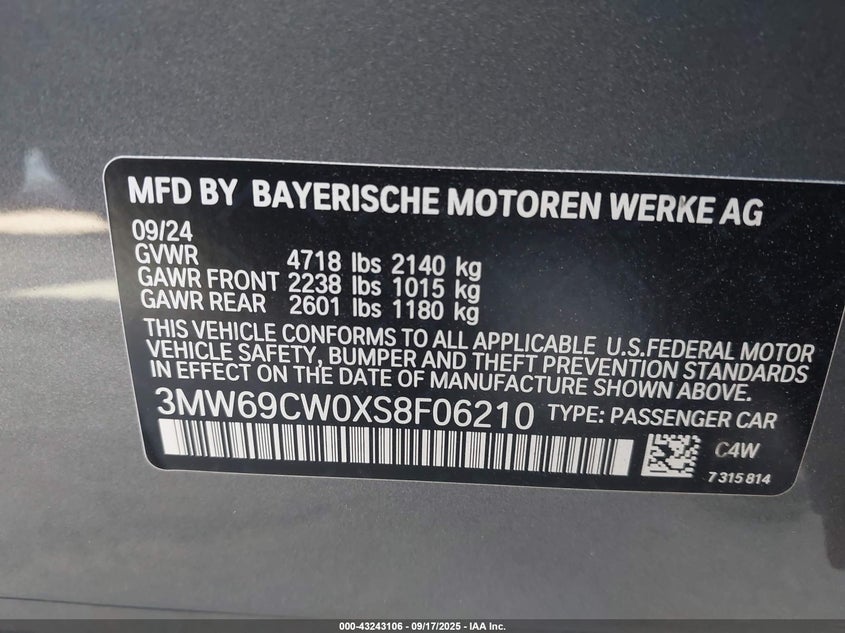 MFD BY BAYERISCHE MOTOREN WERKE AG
09/24
GVWR 4718 lbs 2140 kg
GAWR FRONT 2238 lbs 1015 kg
GAWR REAR 2601 lbs 1180 kg
THIS VEHICLE CONFORMS TO ALL APPLICABLE U.S.FEDERAL MOTOR
VEHICLE SAFETY, BUMPER AND THEFT PREVENTION STANDARDS
IN EFFECT ON THE DATE OF MANUFACTURE SHOWN ABOVE.
3MW69CW0XS8F06210 TYPE: PASSENGER CAR
C4W
7315814
000-43243106 - 09/17/2025 - IAA Inc.